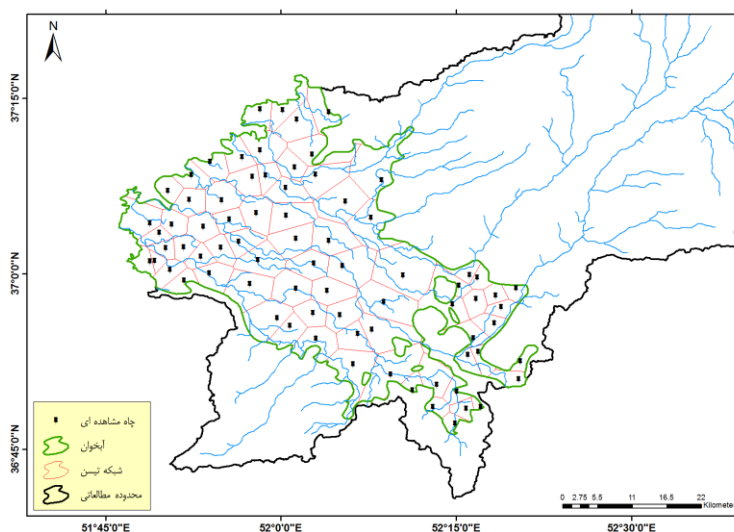 N
37°15'0"N
37°0'0"N
36°45'0"N
چاه مشاهده ای
آبخوان
شبکه تیسن
محدوده مطالعاتی
0 2.75 5.5 11 16.5 22
Kilometer
51°45'0"E 52°0'0"E 52°15'0"E 52°30'0"E